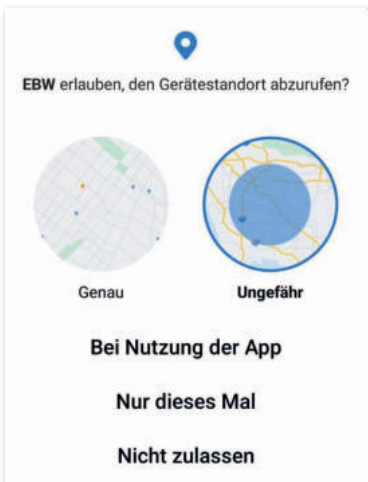 EBW erlauben, den Gerätestandort abzurufen?
Genau Ungefähr
Bei Nutzung der App
Nur dieses Mal
Nicht zulassen